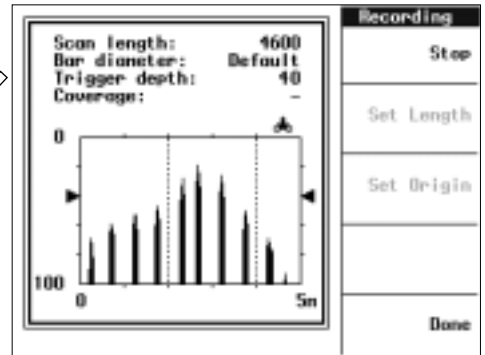 Recording
Scan length: 4600
Bar diameter: Default
Trigger depth: 40
Coverage: -
0
100
0 5m
Stop
Set Length
Set Origin
Done